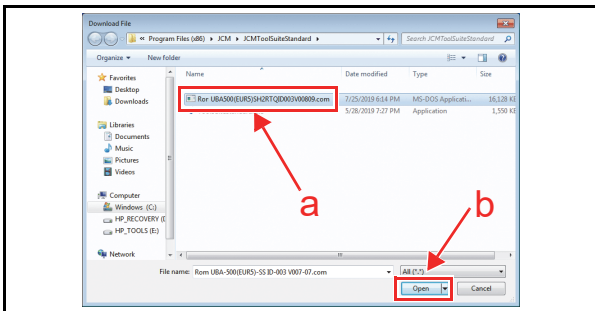 Download File
« Program Files (x86) ▸ JCM ▸ JCMToolSuiteStandard ▸
Search JCMToolSuiteStandard
Organize
New folder
Name
Date modified
Type
Size
Favorites
Desktop
Downloads
Libraries
Documents
Music
Pictures
Videos
Computer
Windows (C:)
HP_RECOVERY (
HP_TOOLS (E:)
Network
Ror UBA500(EUR5)SH2RTQID003V00809.com
7/25/2019 6:14 PM
MS-DOS Applicati...
16,128 KB
5/28/2019 7:27 PM
Application
1,550 KB
a
b
File name:
Rom UBA-500(EUR5)-SS ID-003 V007-07.com
All (*.*)
Open
Cancel